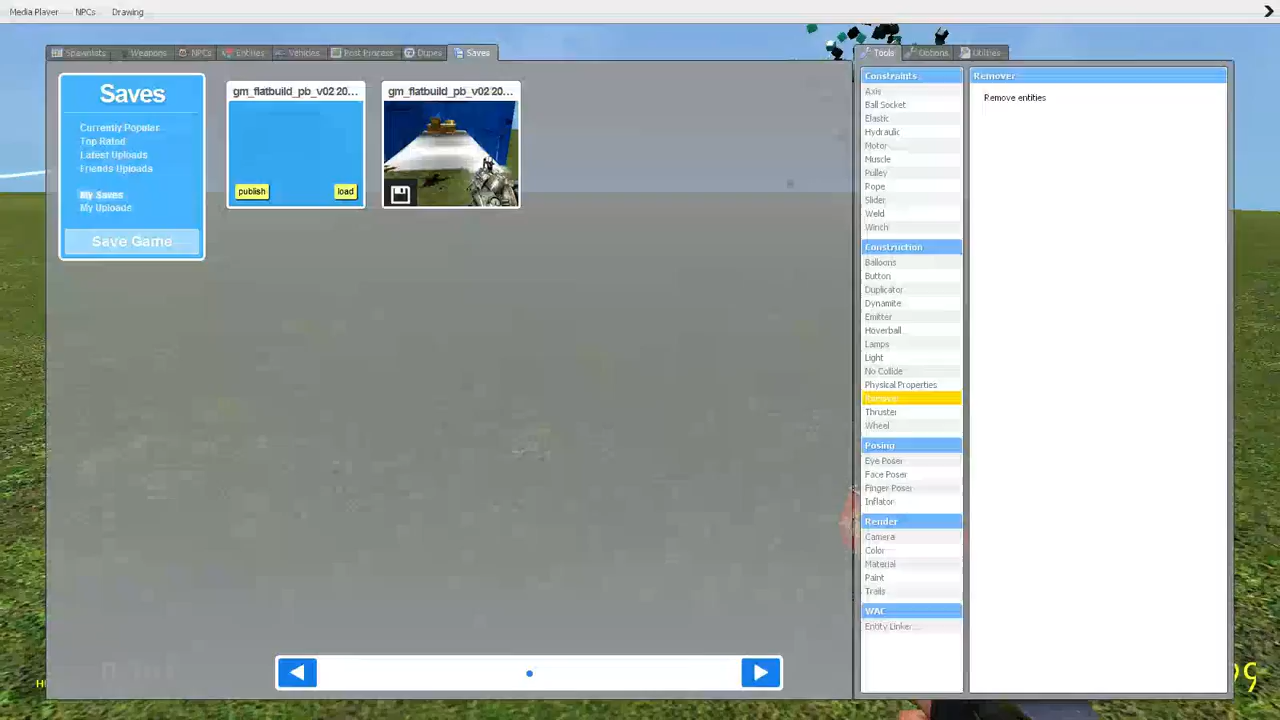 Media Player NPCs Drawing
Spawnlists Weapons NPCs Entities Vehicles Post Process Dupes Saves
Tools Options Utilities
Saves
Currently Popular
Top Rated
Latest Uploads
Friends Uploads
My Saves
My Uploads
Save Game
gm_flatbuild_pb_v02 20...
publish load
gm_flatbuild_pb_v02 20...
Constraints
Axis
Ball Socket
Elastic
Hydraulic
Motor
Muscle
Pulley
Rope
Slider
Weld
Winch
Construction
Balloons
Button
Duplicator
Dynamite
Emitter
Hoverball
Lamps
Light
No Collide
Physical Properties
Remover
Thruster
Wheel
Posing
Eye Poser
Face Poser
Finger Poser
Inflator
Render
Camera
Color
Material
Paint
Trails
WAC
Entity Linker...
Remover
Remove entities